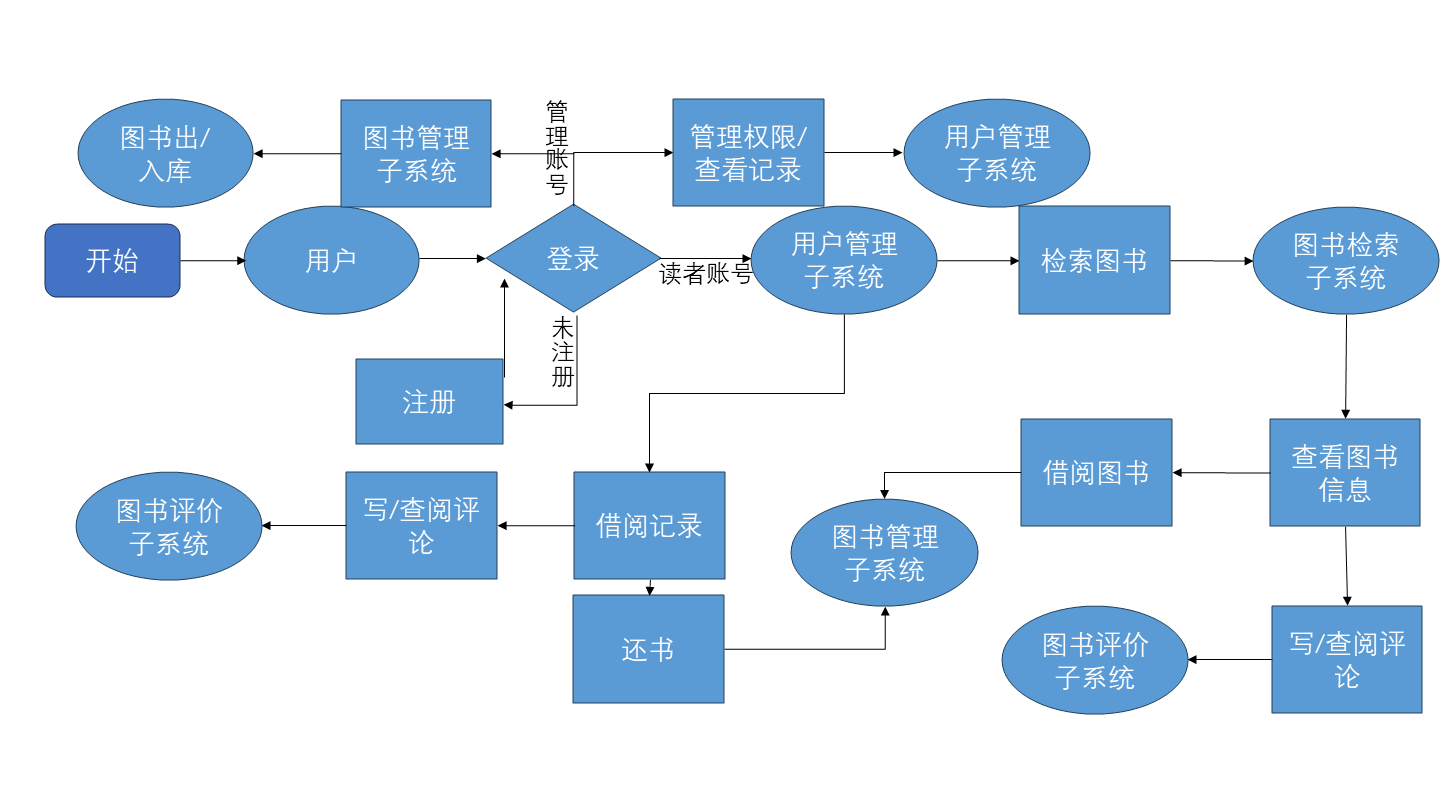 图书出/
入库
图书管理
子系统
管
理
账
号
管理权限/
查看记录
用户管理
子系统
开始
用户
登录
读者账号
用户管理
子系统
检索图书
图书检索
子系统
未
注
册
注册
图书评价
子系统
写/查阅评
论
借阅记录
图书管理
子系统
借阅图书
查看图书
信息
还书
图书评价
子系统
写/查阅评
论